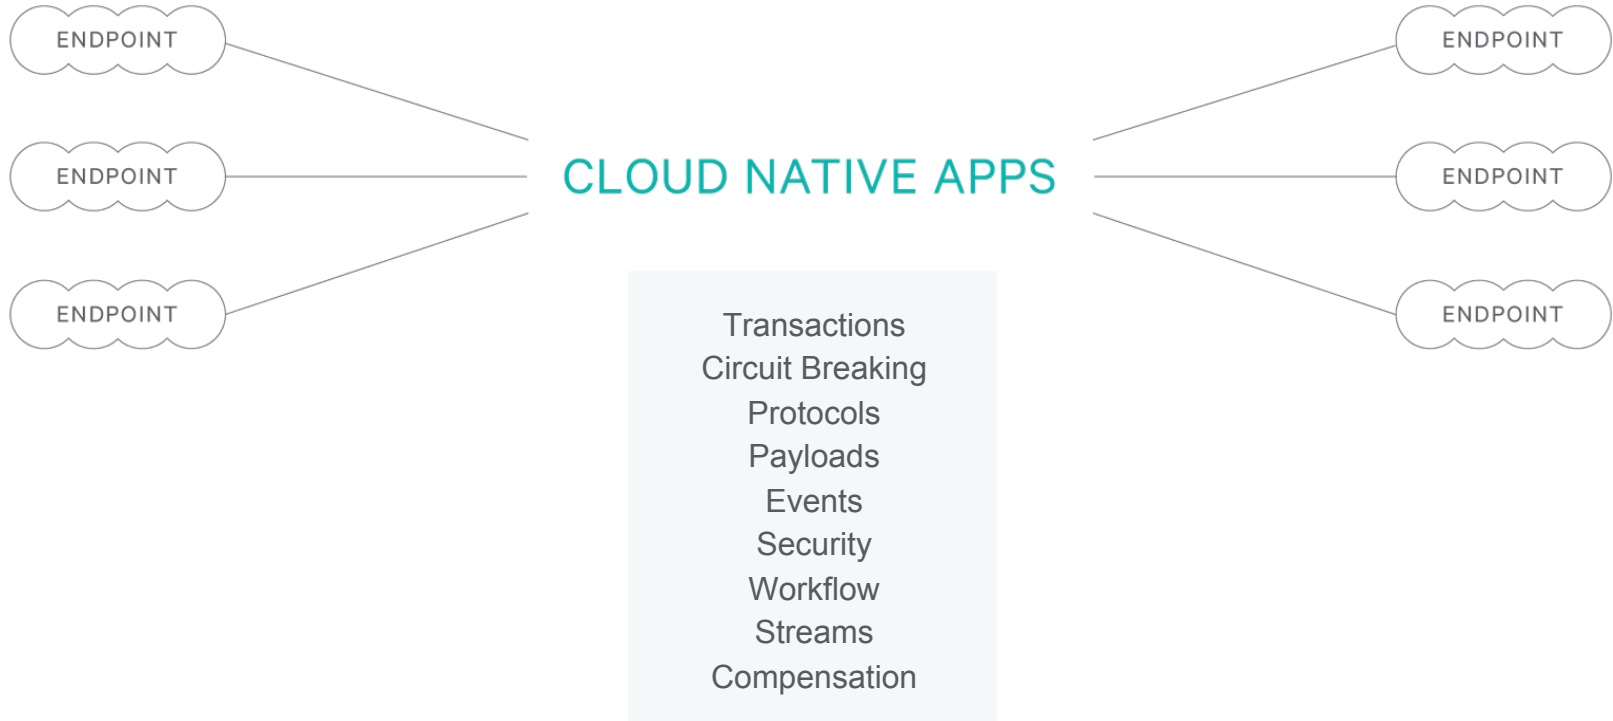 ENDPOINT
ENDPOINT
ENDPOINT
CLOUD NATIVE APPS
ENDPOINT
ENDPOINT
ENDPOINT
Transactions
Circuit Breaking
Protocols
Payloads
Events
Security
Workflow
Streams
Compensation